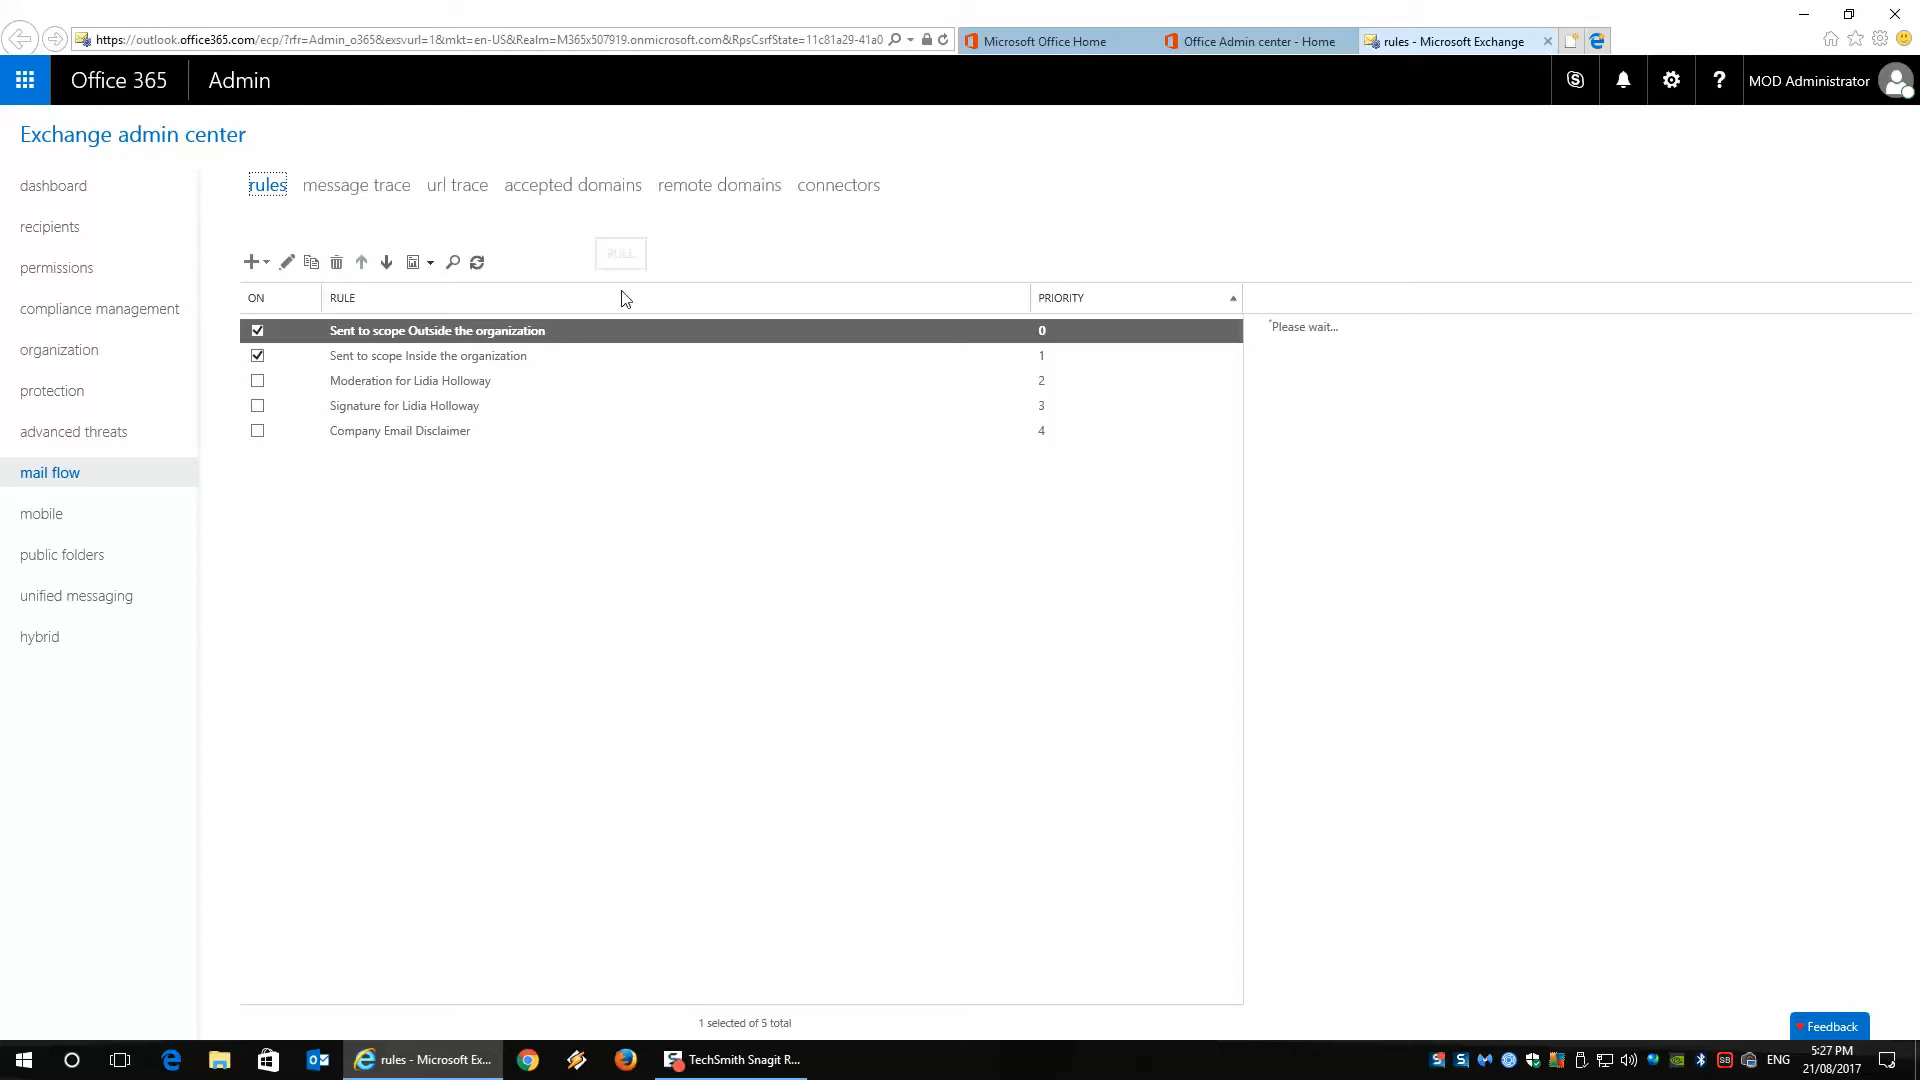 https://outlook.office365.com/ecp/?rfr=Admin_o365&exsvurl=1&mkt=en-US&Realm=M365x507919.onmicrosoft.com&RpsCsrfState=11c81a29-41a0
Microsoft Office Home
Office Admin center - Home
rules - Microsoft Exchange
Office 365
Admin
?
MOD Administrator
Exchange admin center
dashboard
recipients
permissions
compliance management
organization
protection
advanced threats
mail flow
mobile
public folders
unified messaging
hybrid
rules message trace url trace accepted domains remote domains connectors
RULE
ON RULE PRIORITY
Sent to scope Outside the organization 0
Sent to scope Inside the organization 1
Moderation for Lidia Holloway 2
Signature for Lidia Holloway 3
Company Email Disclaimer 4
*Please wait...
1 selected of 5 total
Feedback
rules - Microsoft Ex...
TechSmith Snagit R...
ENG
5:27 PM
21/08/2017